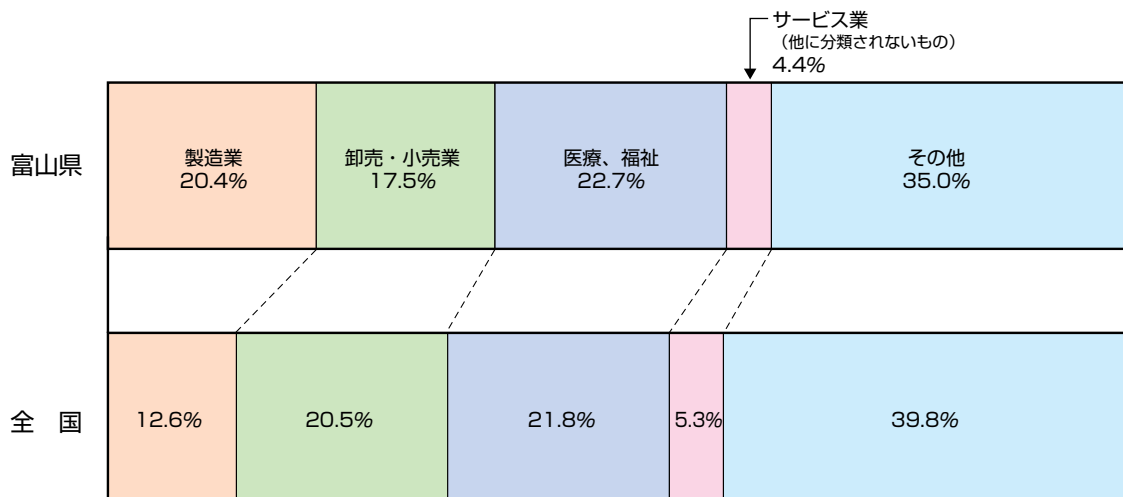 サービス業
（他に分類されないもの）
4.4%
富山県
製造業
20.4%
卸売・小売業
17.5%
医療、福祉
22.7%
その他
35.0%
全　国
12.6%
20.5%
21.8%
5.3%
39.8%